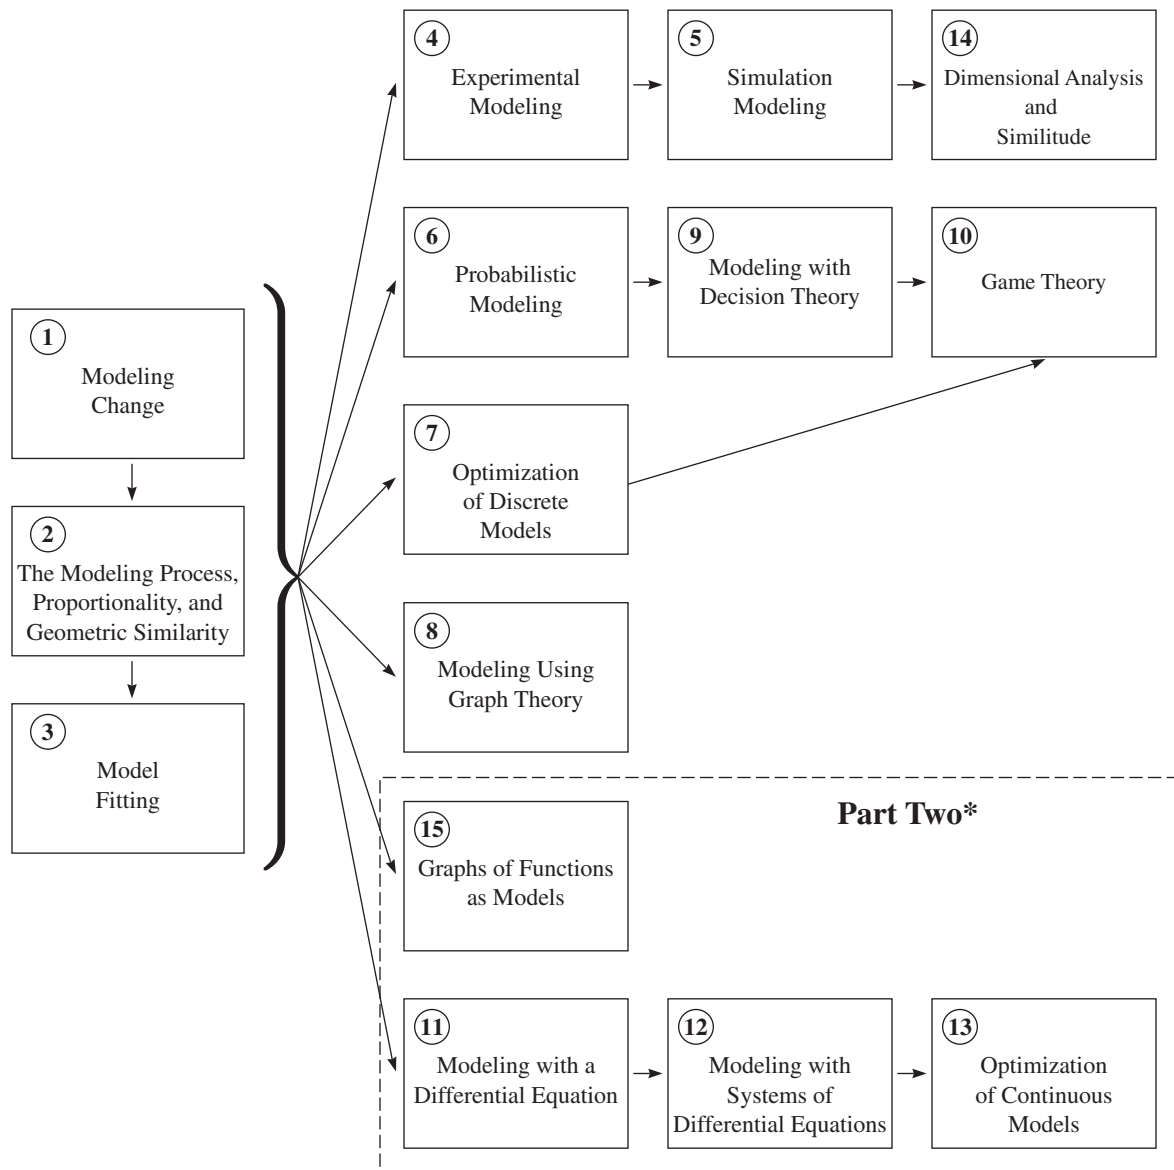 4
Experimental
Modeling
5
Simulation
Modeling
14
Dimensional Analysis
and
Similitude
6
Probabilistic
Modeling
9
Modeling with
Decision Theory
10
Game Theory
1
Modeling
Change
7
Optimization
of Discrete
Models
2
The Modeling Process,
Proportionality, and
Geometric Similarity
8
Modeling Using
Graph Theory
3
Model
Fitting
Part Two*
15
Graphs of Functions
as Models
11
Modeling with a
Differential Equation
12
Modeling with
Systems of
Differential Equations
13
Optimization
of Continuous
Models